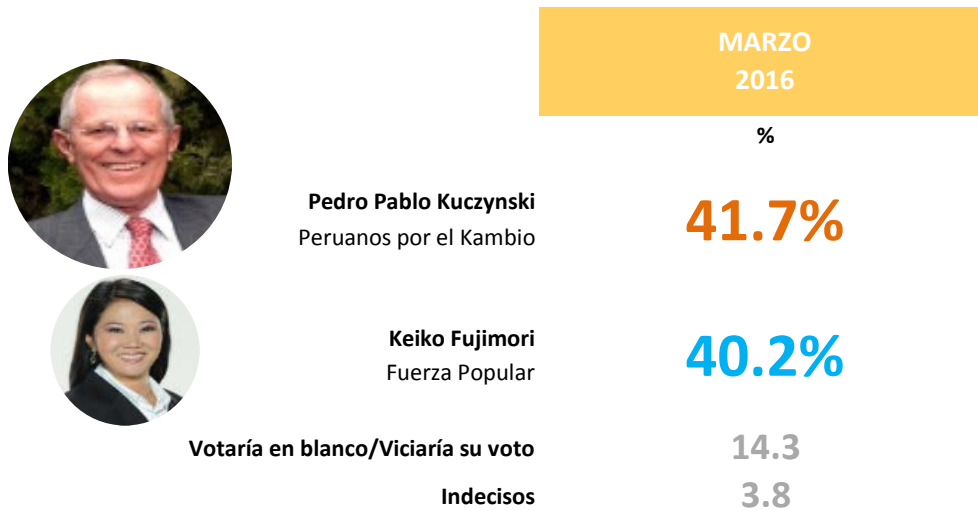 MARZO
2016
%
Pedro Pablo Kuczynski
Peruanos por el Kambio
41.7%
Keiko Fujimori
Fuerza Popular
40.2%
Votaría en blanco/Viciaría su voto
14.3
Indecisos
3.8